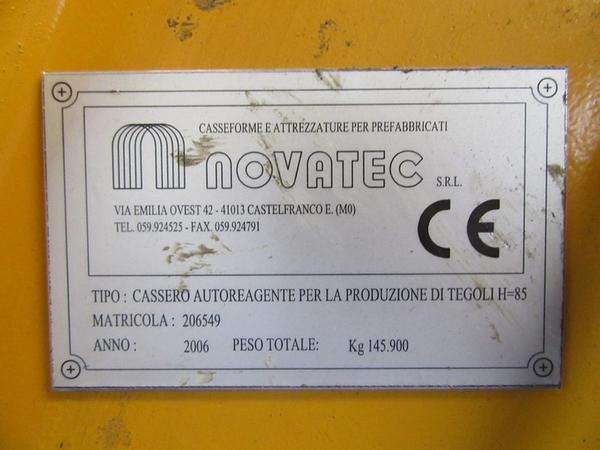 CASSEFORME E ATTREZZATURE PER PREFABBRICATI
NOVATEC S.R.L.
VIA EMILIA OVEST 42 - 41013 CASTELFRANCO E. (MO)
TEL. 059.924525 - FAX. 059.924791
CE
TIPO : CASSERO AUTOREAGENTE PER LA PRODUZIONE DI TEGOLI H=85
MATRICOLA : 206549
ANNO : 2006 PESO TOTALE: Kg 145.900